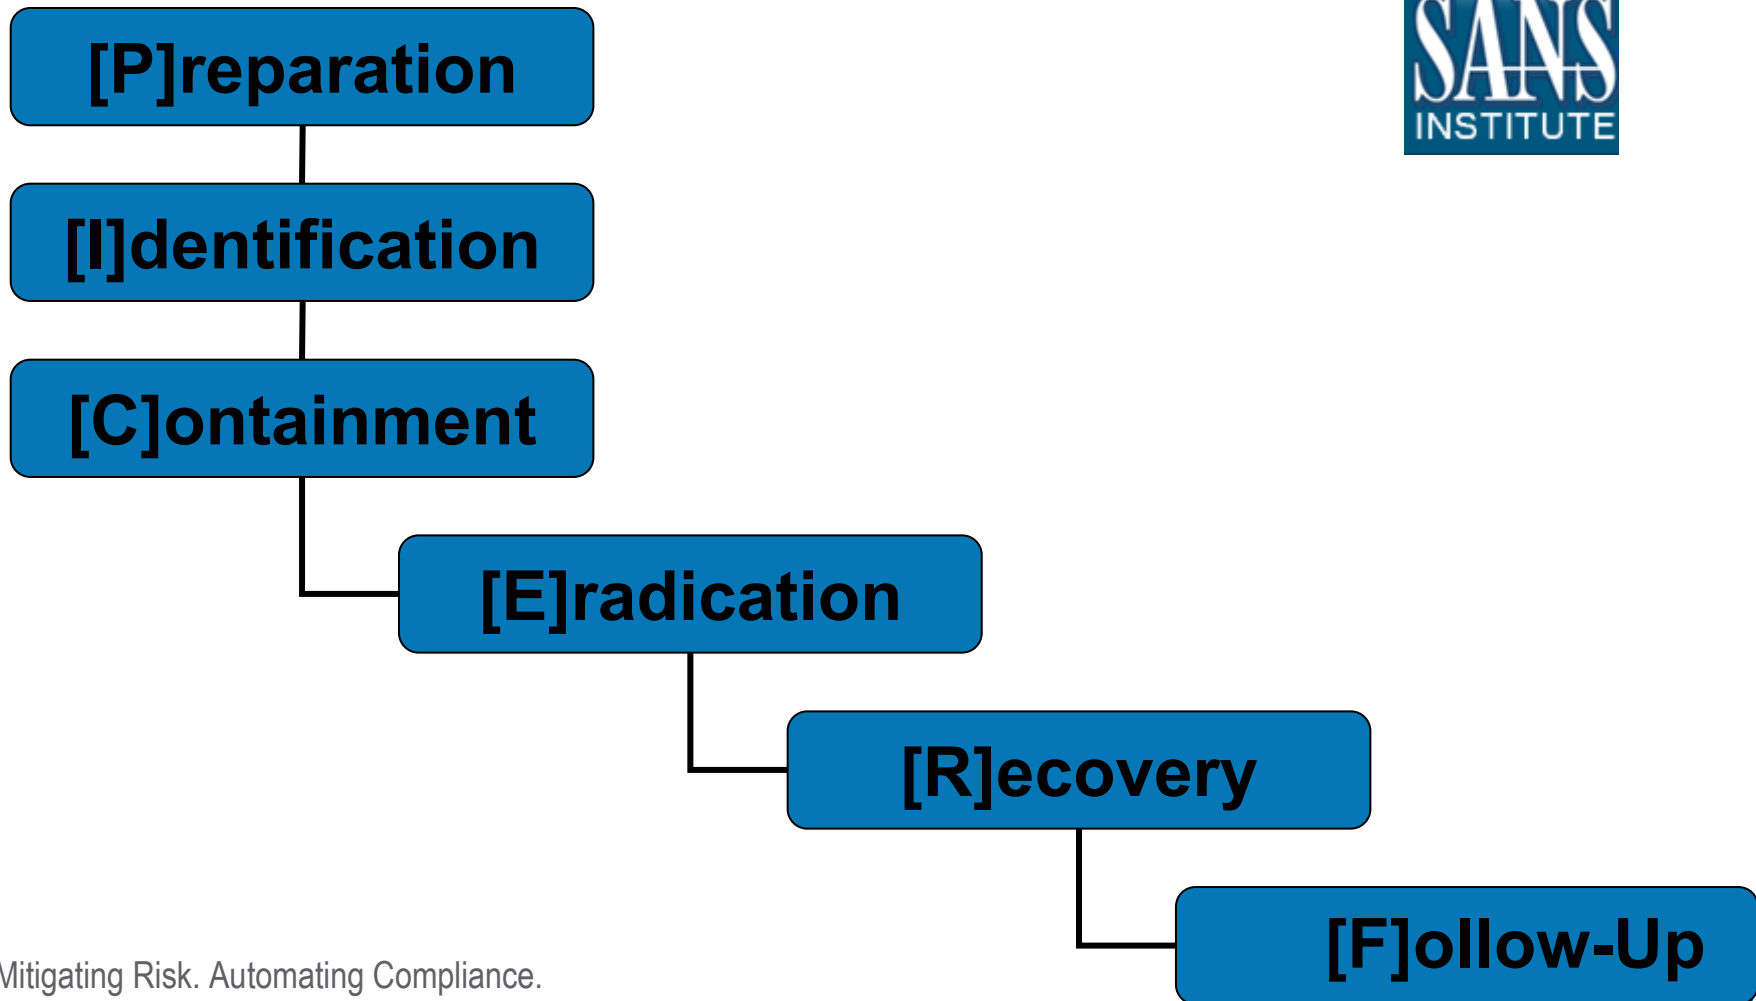 [P]reparation
SANS
INSTITUTE
[I]dentification
[C]ontainment
[E]radication
[R]ecovery
[F]ollow-Up
Mitigating Risk. Automating Compliance.